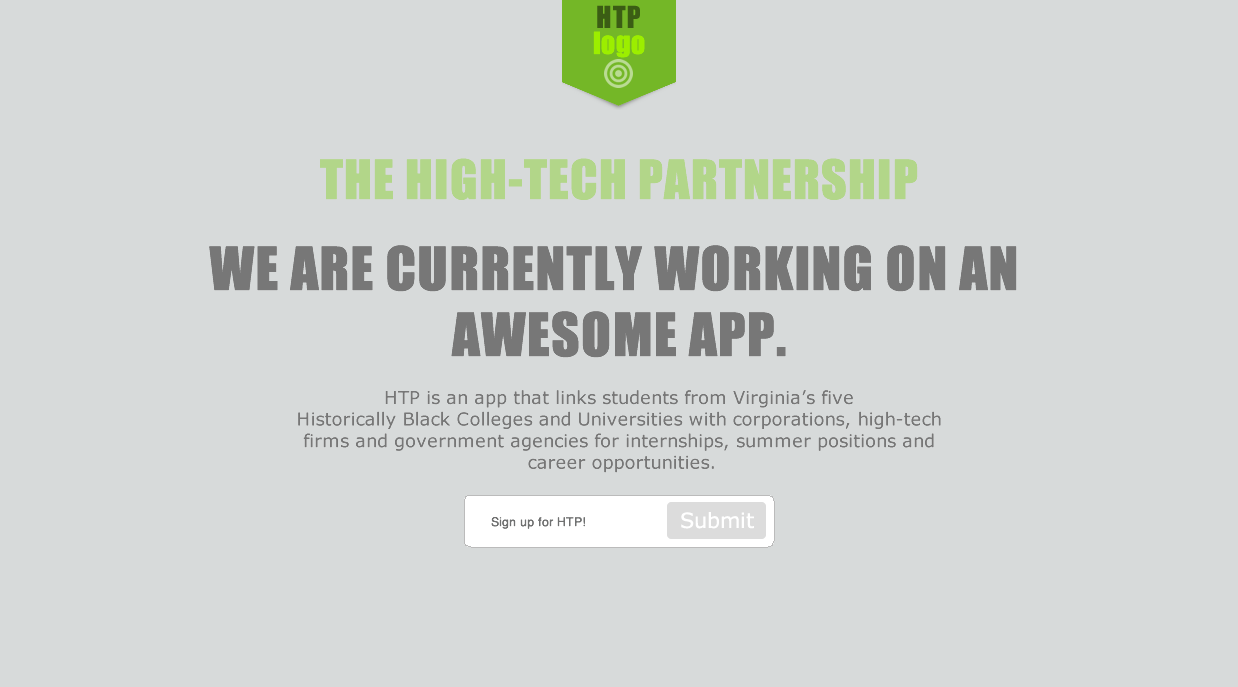 HTP
logo
THE HIGH-TECH PARTNERSHIP
WE ARE CURRENTLY WORKING ON AN
AWESOME APP.
HTP is an app that links students from Virginia’s five
Historically Black Colleges and Universities with corporations, high-tech
firms and government agencies for internships, summer positions and
career opportunities.
Sign up for HTP! Submit